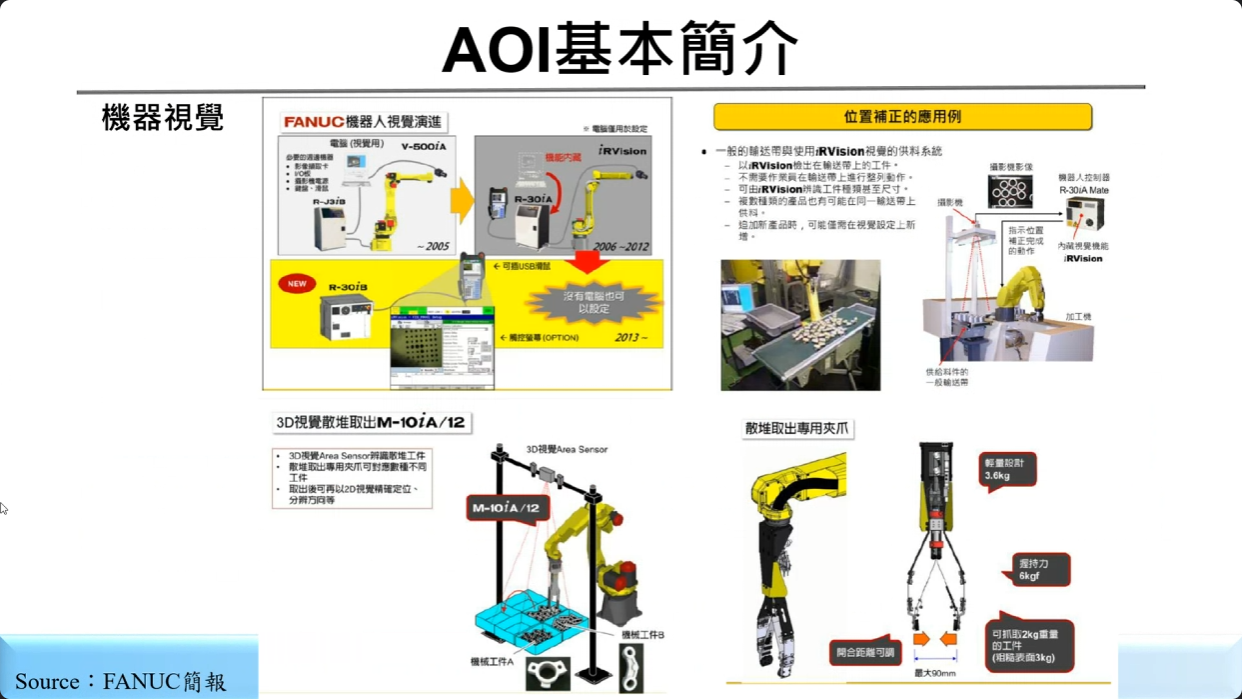 AOI基本簡介
機器視覺
FANUC機器人視覺演進
※ 電腦僅用於設定
電腦 (視覺用)
V-500iA
必要的週邊機器
• 影像擷取卡
• I/O板
• 攝影機電源
• 鍵盤、滑鼠
R-J3iB
~ 2005
機能內藏
iRVision
R-30iA
2006 ~2012
← 可插USB滑鼠
NEW
R-30iB
沒有電腦也可
以設定
← 觸控螢幕 (OPTION)
2013 ~
位置補正的應用例
• 一般的輸送帶與使用iRVision視覺的供料系統
– 以iRVision檢出在輸送帶上的工件。
– 不需要作業員在輸送帶上進行整列動作。
– 可由iRVision辨識工件種類甚至尺寸。
– 複數種類的產品也有可能在同一輸送帶上
供料。
– 追加新產品時，可能僅需在視覺設定上新
增。
攝影機影像
機器人控制器
R-30iA Mate
攝影機
指示位置
補正完成
的動作
內藏視覺機能
iRVision
加工機
供給料件的
一般輸送帶
3D視覺散堆取出M-10iA/12
• 3D視覺Area Sensor辨識散堆工件
• 散堆取出專用夾爪可對應數種不同
工件
• 取出後可再以2D視覺精確定位、
分辨方向等
3D視覺Area Sensor
M-10iA/12
機械工件B
機械工件A
散堆取出專用夾爪
輕量設計
3.6kg
握持力
6kgf
可抓取2kg重量
的工件
(粗糙表面3kg)
開合距離可調
最大90mm
Source：FANUC簡報